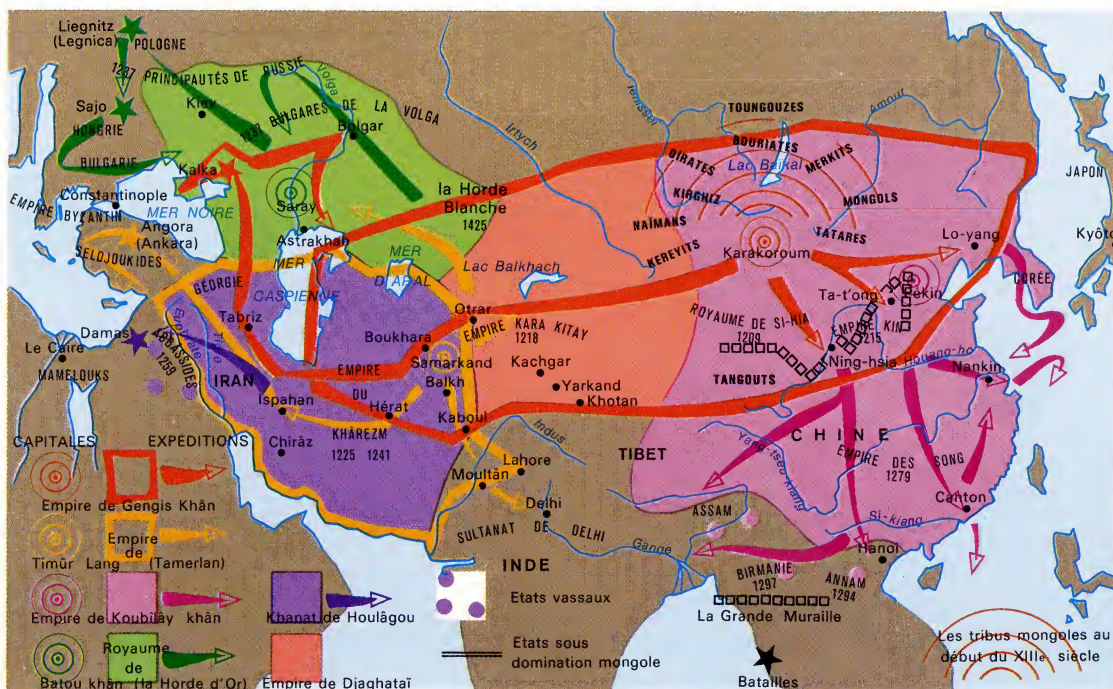 Liegnitz
(Legnica)
POLOGNE
1237
PRINCIPAUTÉS DE RUSSIE
Volga
Kiev
Sajo
HONGRIE
1237
BULGARES DE LA VOLGA
Bolgar
BULGARIE
Kalka
Constantinople
EMPIRE BYZANTIN
MER NOIRE
Angora
(Ankara)
SELDJOUKIDES
Saray
Astrakhan
la Horde
Blanche
1425
Irtych
Ienisseï
TOUNGOUZES
Amour
BOURIATES
OÏRATES
Lac Baïkal
MERKITS
KIRGHIZ
MONGOLS
NAÏMANS
TATARES
KEREYITS
Karakoroum
Lo-yang
JAPON
Kyôto
CORÉE
GÉORGIE
MER
CASPIENNE
MER
D'ARAL
Lac Balkhach
Otrar
Tabriz
Boukhara
EMPIRE KARA KITAY
1218
ROYAUME DE SI-HIA
1209
Ta-t'ong
Pékin
EMPIRE KIN
1215
Damas
Euphrate
Tigre
ABBASSIDES
1259
Le Caire
MAMELOUKS
IRAN
EMPIRE
DU
KHÂREZM
1225 1241
Samarkand
Balkh
Kachgar
Yarkand
Khotan
TANGOUTS
Ning-hsia
Houang-ho
Nankin
Ispahan
Hérat
Kaboul
Chirâz
Indus
TIBET
Yang-tseu kiang
CHINE
EMPIRE DES SONG
1279
Moultân
Lahore
Delhi
SULTANAT DE DELHI
Gange
ASSAM
Si-kiang
Canton
Hanoï
BIRMANIE
1297
ANNAM
1294
INDE
CAPITALES
EXPÉDITIONS
Empire de Gengis Khân
Empire
de
Timûr Lang (Tamerlan)
Empire de Koubilây khân
Khanat de Houlâgou
Royaume
de
Batou khân (la Horde d'Or)
Empire de Djaghataï
Etats vassaux
Etats sous
domination mongole
La Grande Muraille
Batailles
Les tribus mongoles au
début du XIIIe siècle